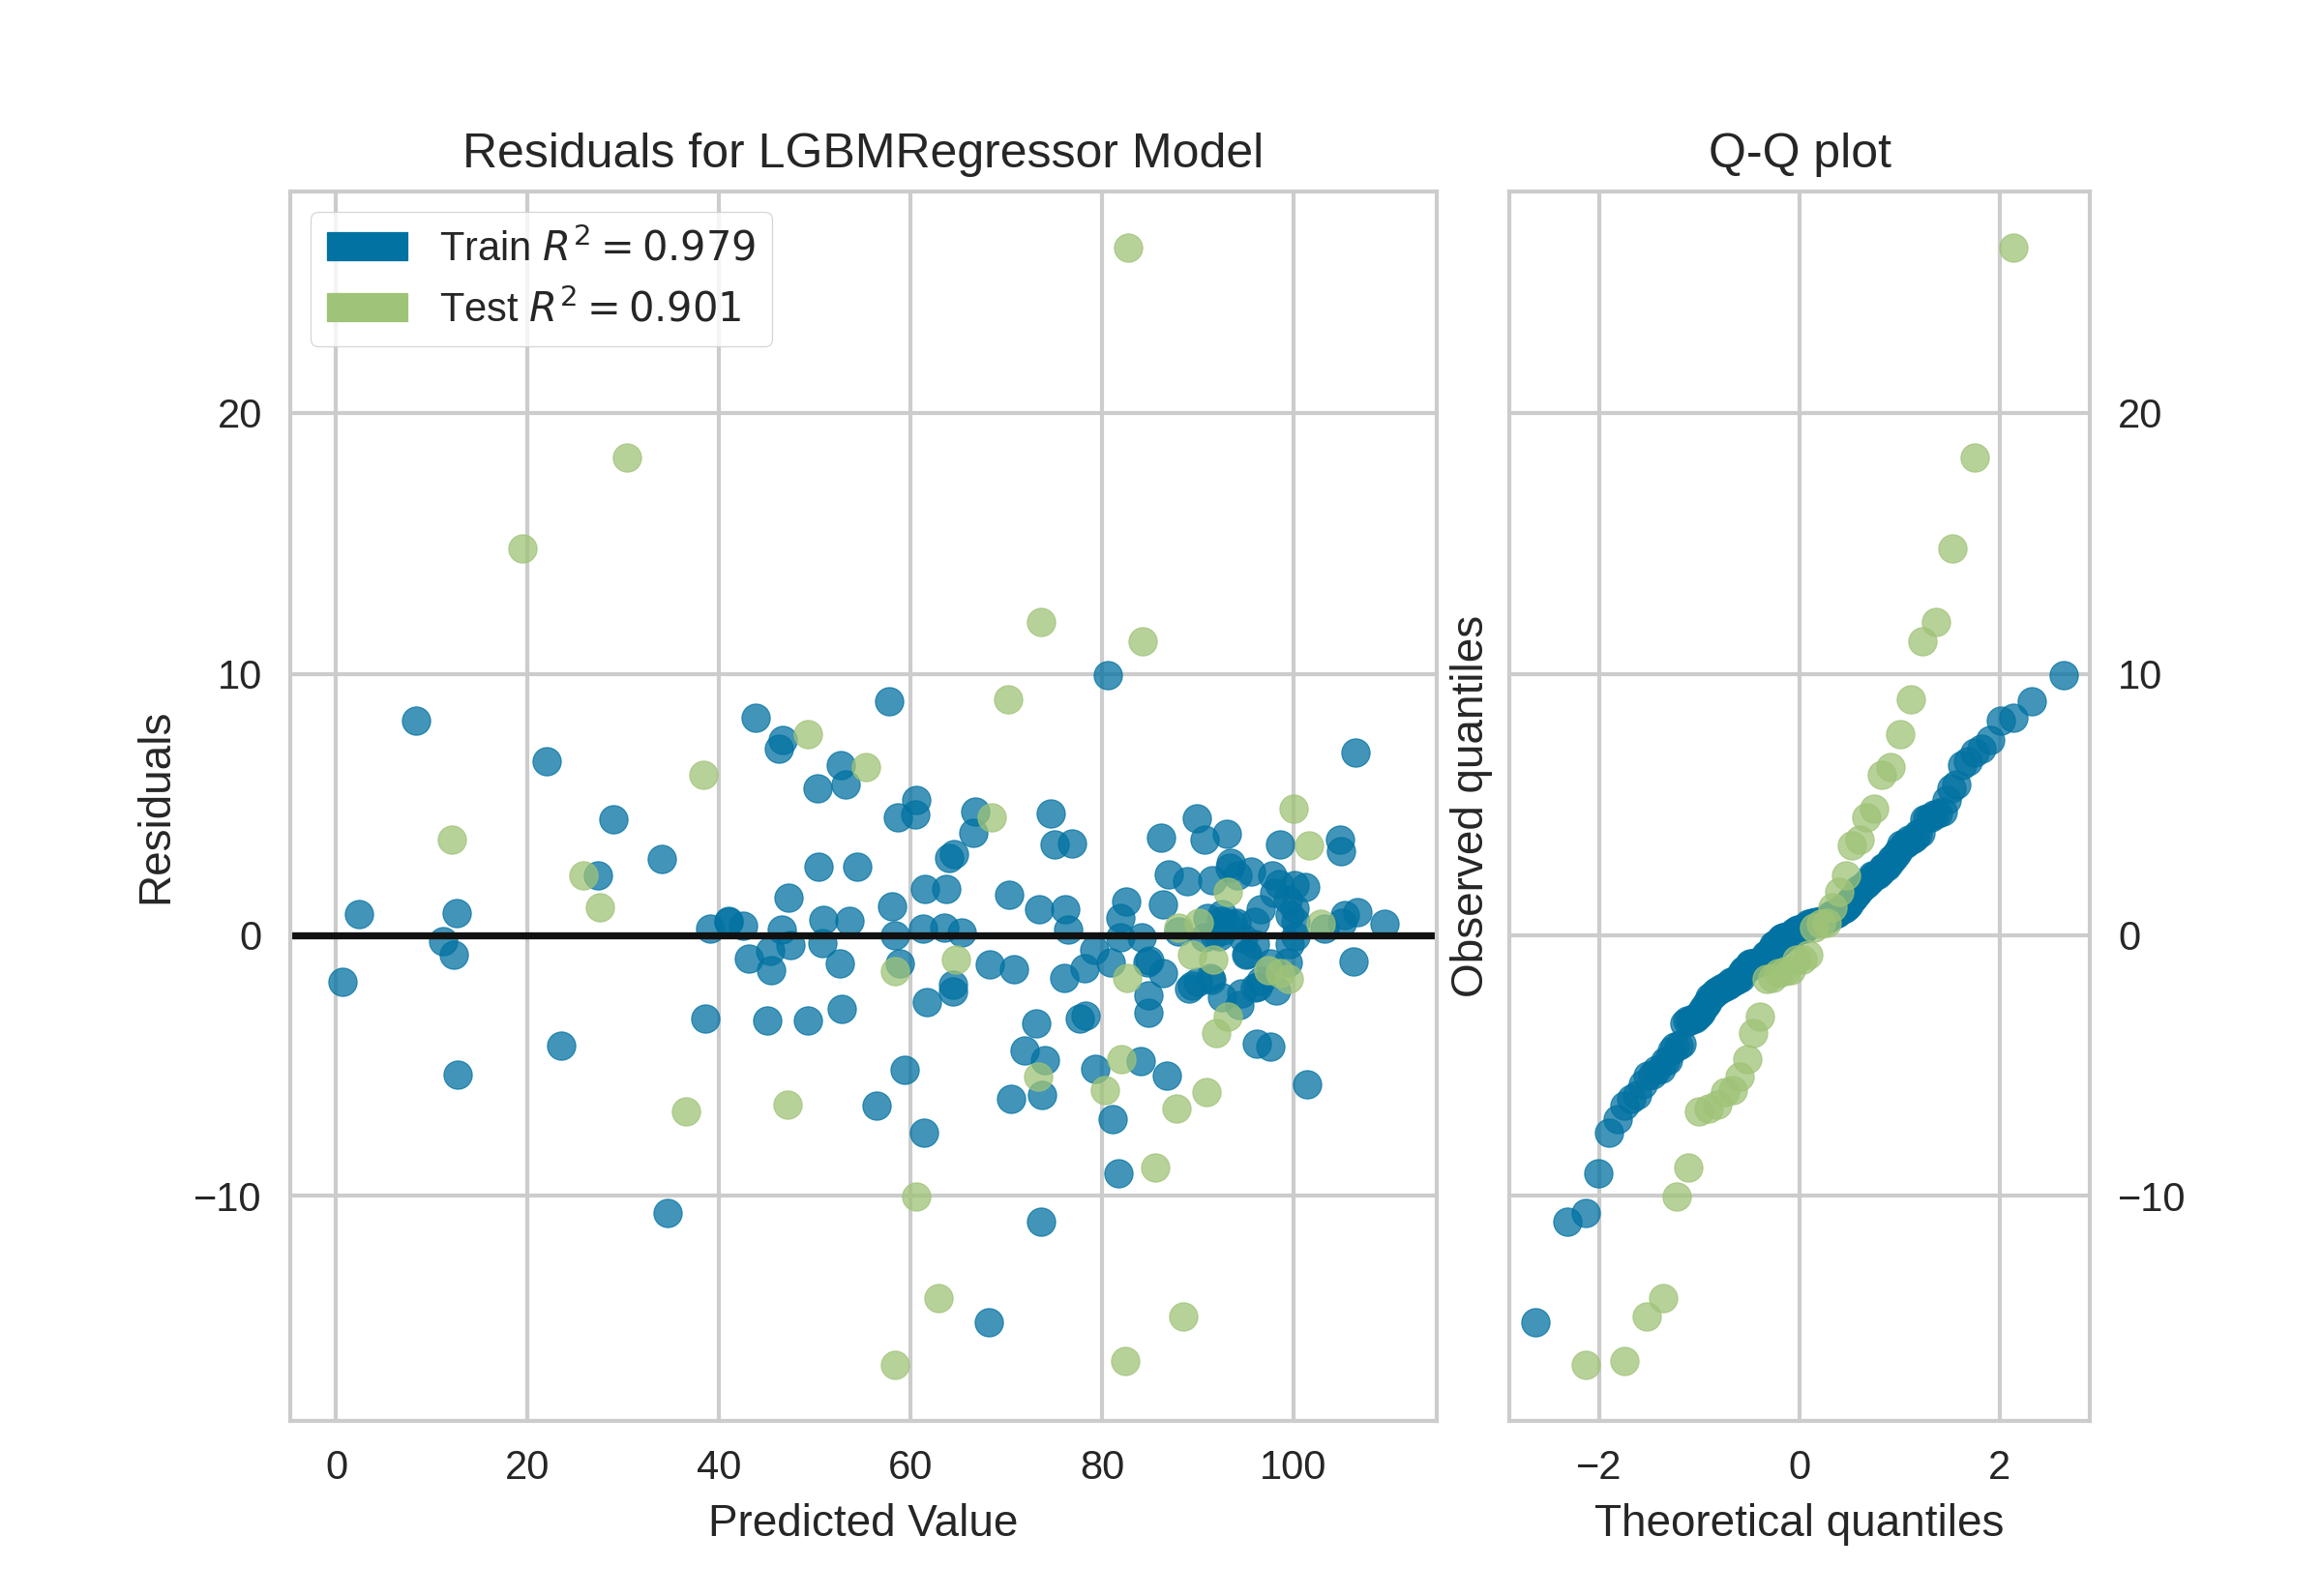 Residuals for LGBMRegressor Model
Train R² = 0.979
Test R² = 0.901
Residuals
20
10
0
−10
0 20 40 60 80 100
Predicted Value
Q-Q plot
Observed quantiles
20
10
0
−10
−2 0 2
Theoretical quantiles